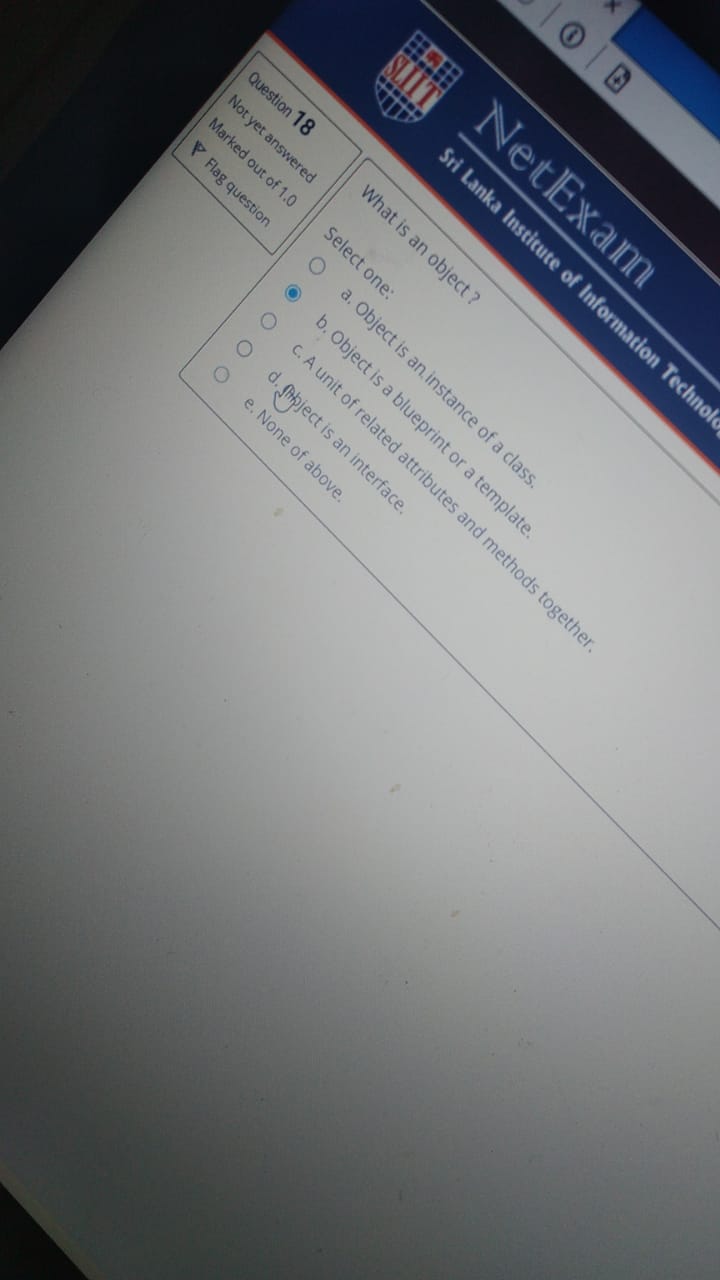 SLIIT
NetExam
Sri Lanka Institute of Information
Question 18
Not yet answered
Marked out of 1.0
Flag question
What is an object ?
Select one:
a. Object is an instance of a class.
b. Object is a blueprint or a template.
c. A unit of related attributes and methods together.
d. Object is an interface.
e. None of above.